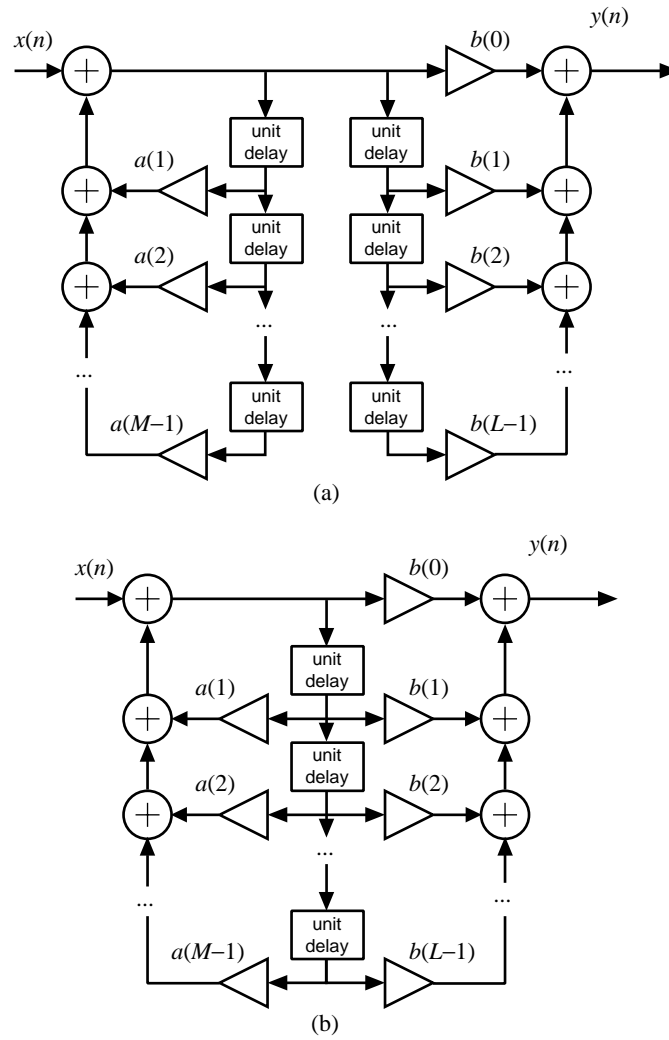 x(n)
b(0)
y(n)
unit
delay
unit
delay
a(1)
b(1)
unit
delay
unit
delay
a(2)
b(2)
...
...
...
...
unit
delay
unit
delay
a(M−1)
b(L−1)
(a)
x(n)
b(0)
y(n)
unit
delay
a(1)
b(1)
unit
delay
a(2)
b(2)
...
...
...
unit
delay
a(M−1)
b(L−1)
(b)